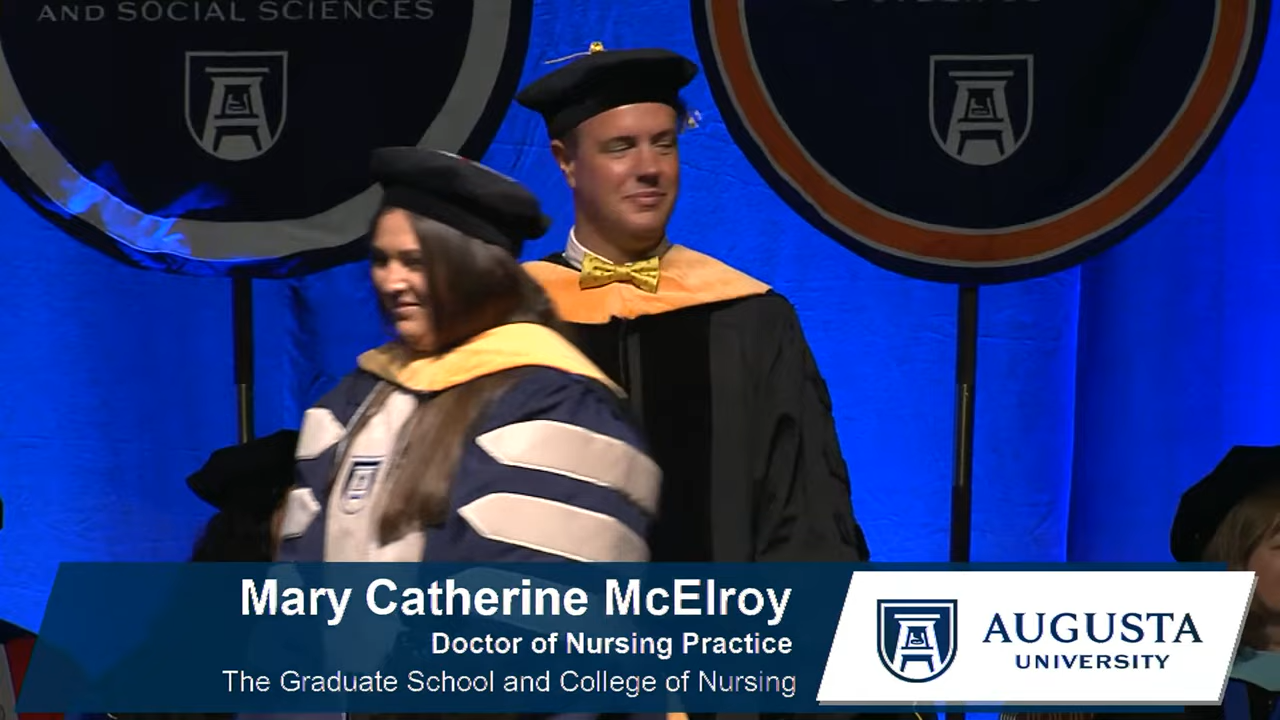 AND SOCIAL SCIENCES
Mary Catherine McElroy
Doctor of Nursing Practice
The Graduate School and College of Nursing
AUGUSTA
UNIVERSITY